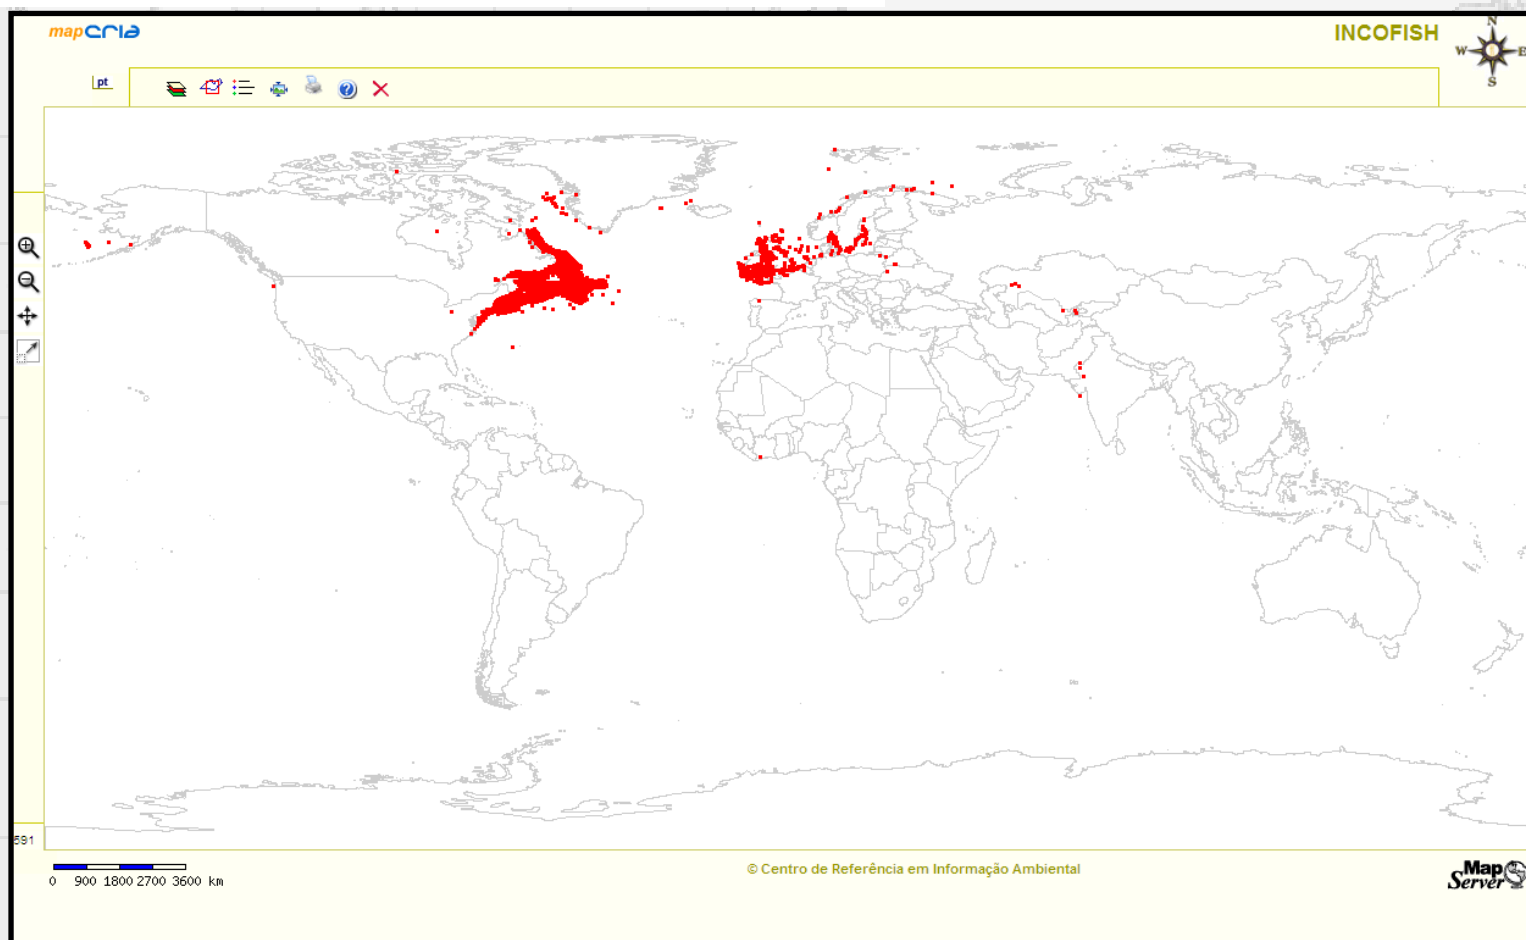 mapcria
INCOFISH
N
W E
S
pt
591
0 900 1800 2700 3600 km
© Centro de Referência em Informação Ambiental
Map
Server